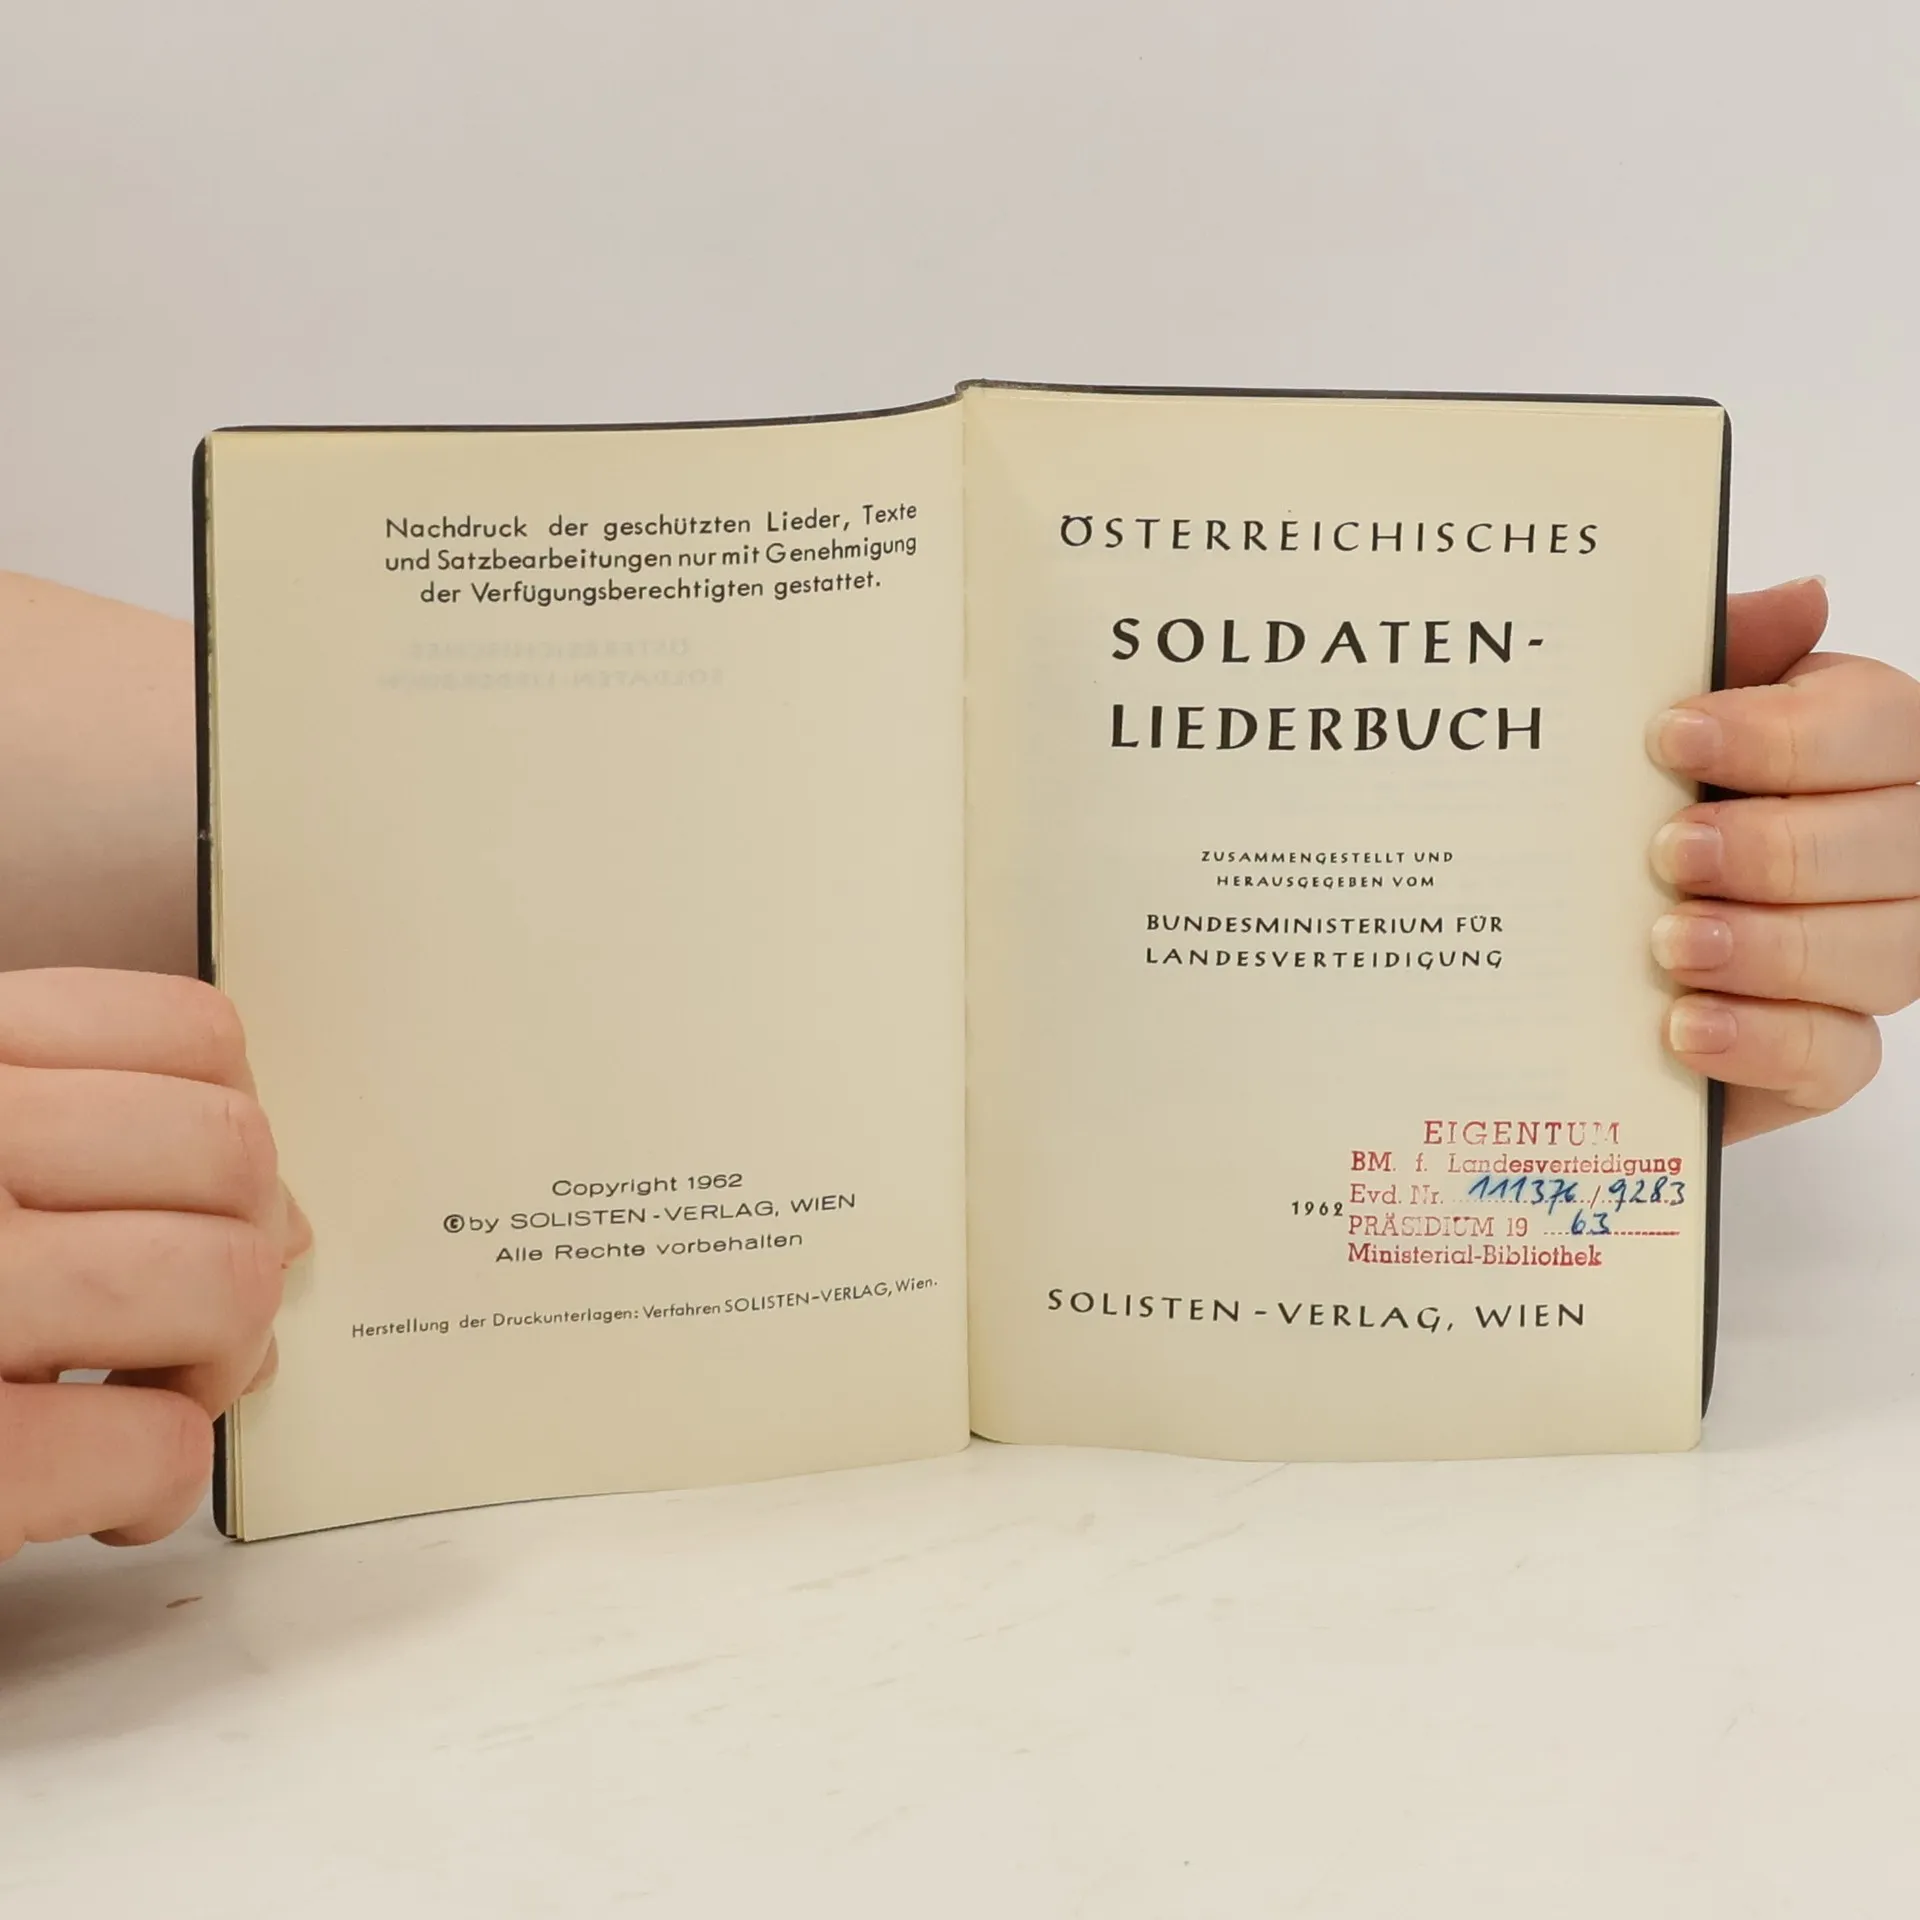 Nachdruck der geschützten Lieder, Texte
und Satzbearbeitungen nur mit Genehmigung
der Verfügungsberechtigten gestattet.
Copyright 1962
© by SOLISTEN-VERLAG, WIEN
Alle Rechte vorbehalten
Herstellung der Druckunterlagen: Verfahren SOLISTEN-VERLAG, Wien.
ÖSTERREICHISCHES
SOLDATEN-
LIEDERBUCH
ZUSAMMENGESTELLT UND
HERAUSGEGEBEN VOM
BUNDESMINISTERIUM FÜR
LANDESVERTEIDIGUNG
EIGENTUM
BM. f. Landesverteidigung
Evd. Nr. 111376/9283
1962
PRÄSIDIUM 19 63
Ministerial-Bibliothek
SOLISTEN-VERLAG, WIEN